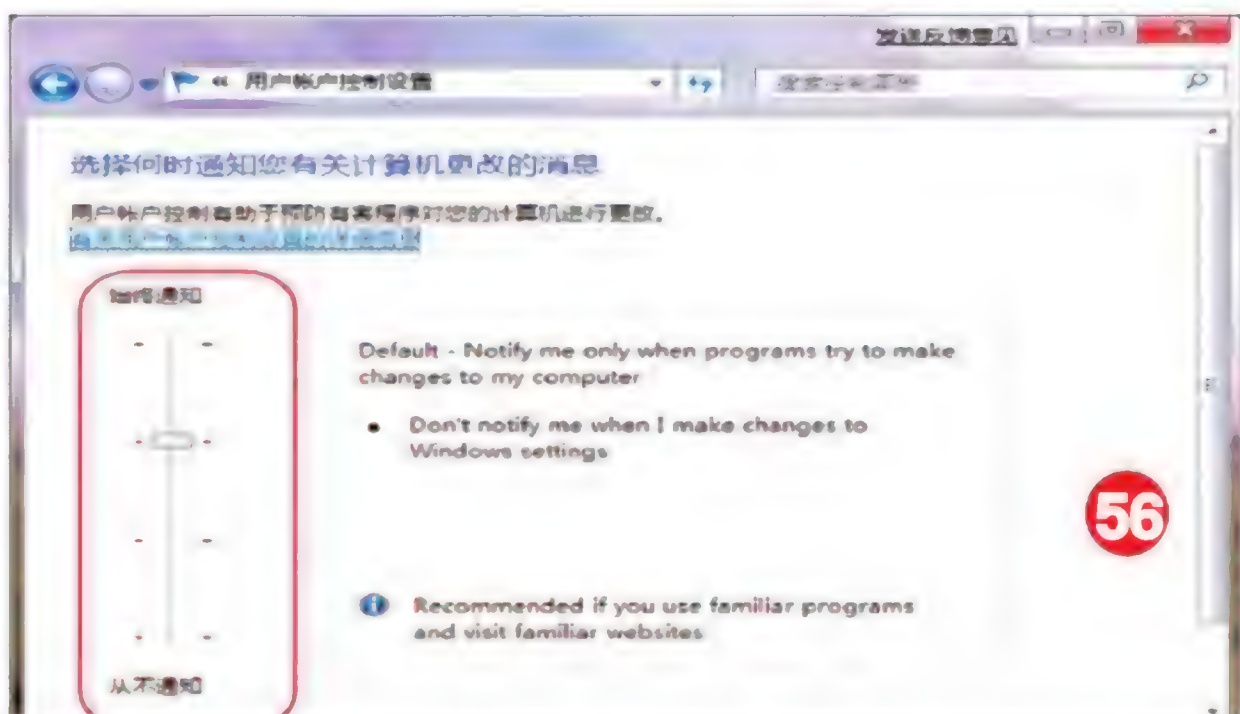 发送反馈意见
« 用户帐户控制设置
选择何时通知您有关计算机更改的消息
用户帐户控制有助于预防有害程序对您的计算机进行更改。
始终通知
Default - Notify me only when programs try to make
changes to my computer
• Don't notify me when I make changes to
Windows settings
56
Recommended if you use familiar programs
and visit familiar websites
从不通知